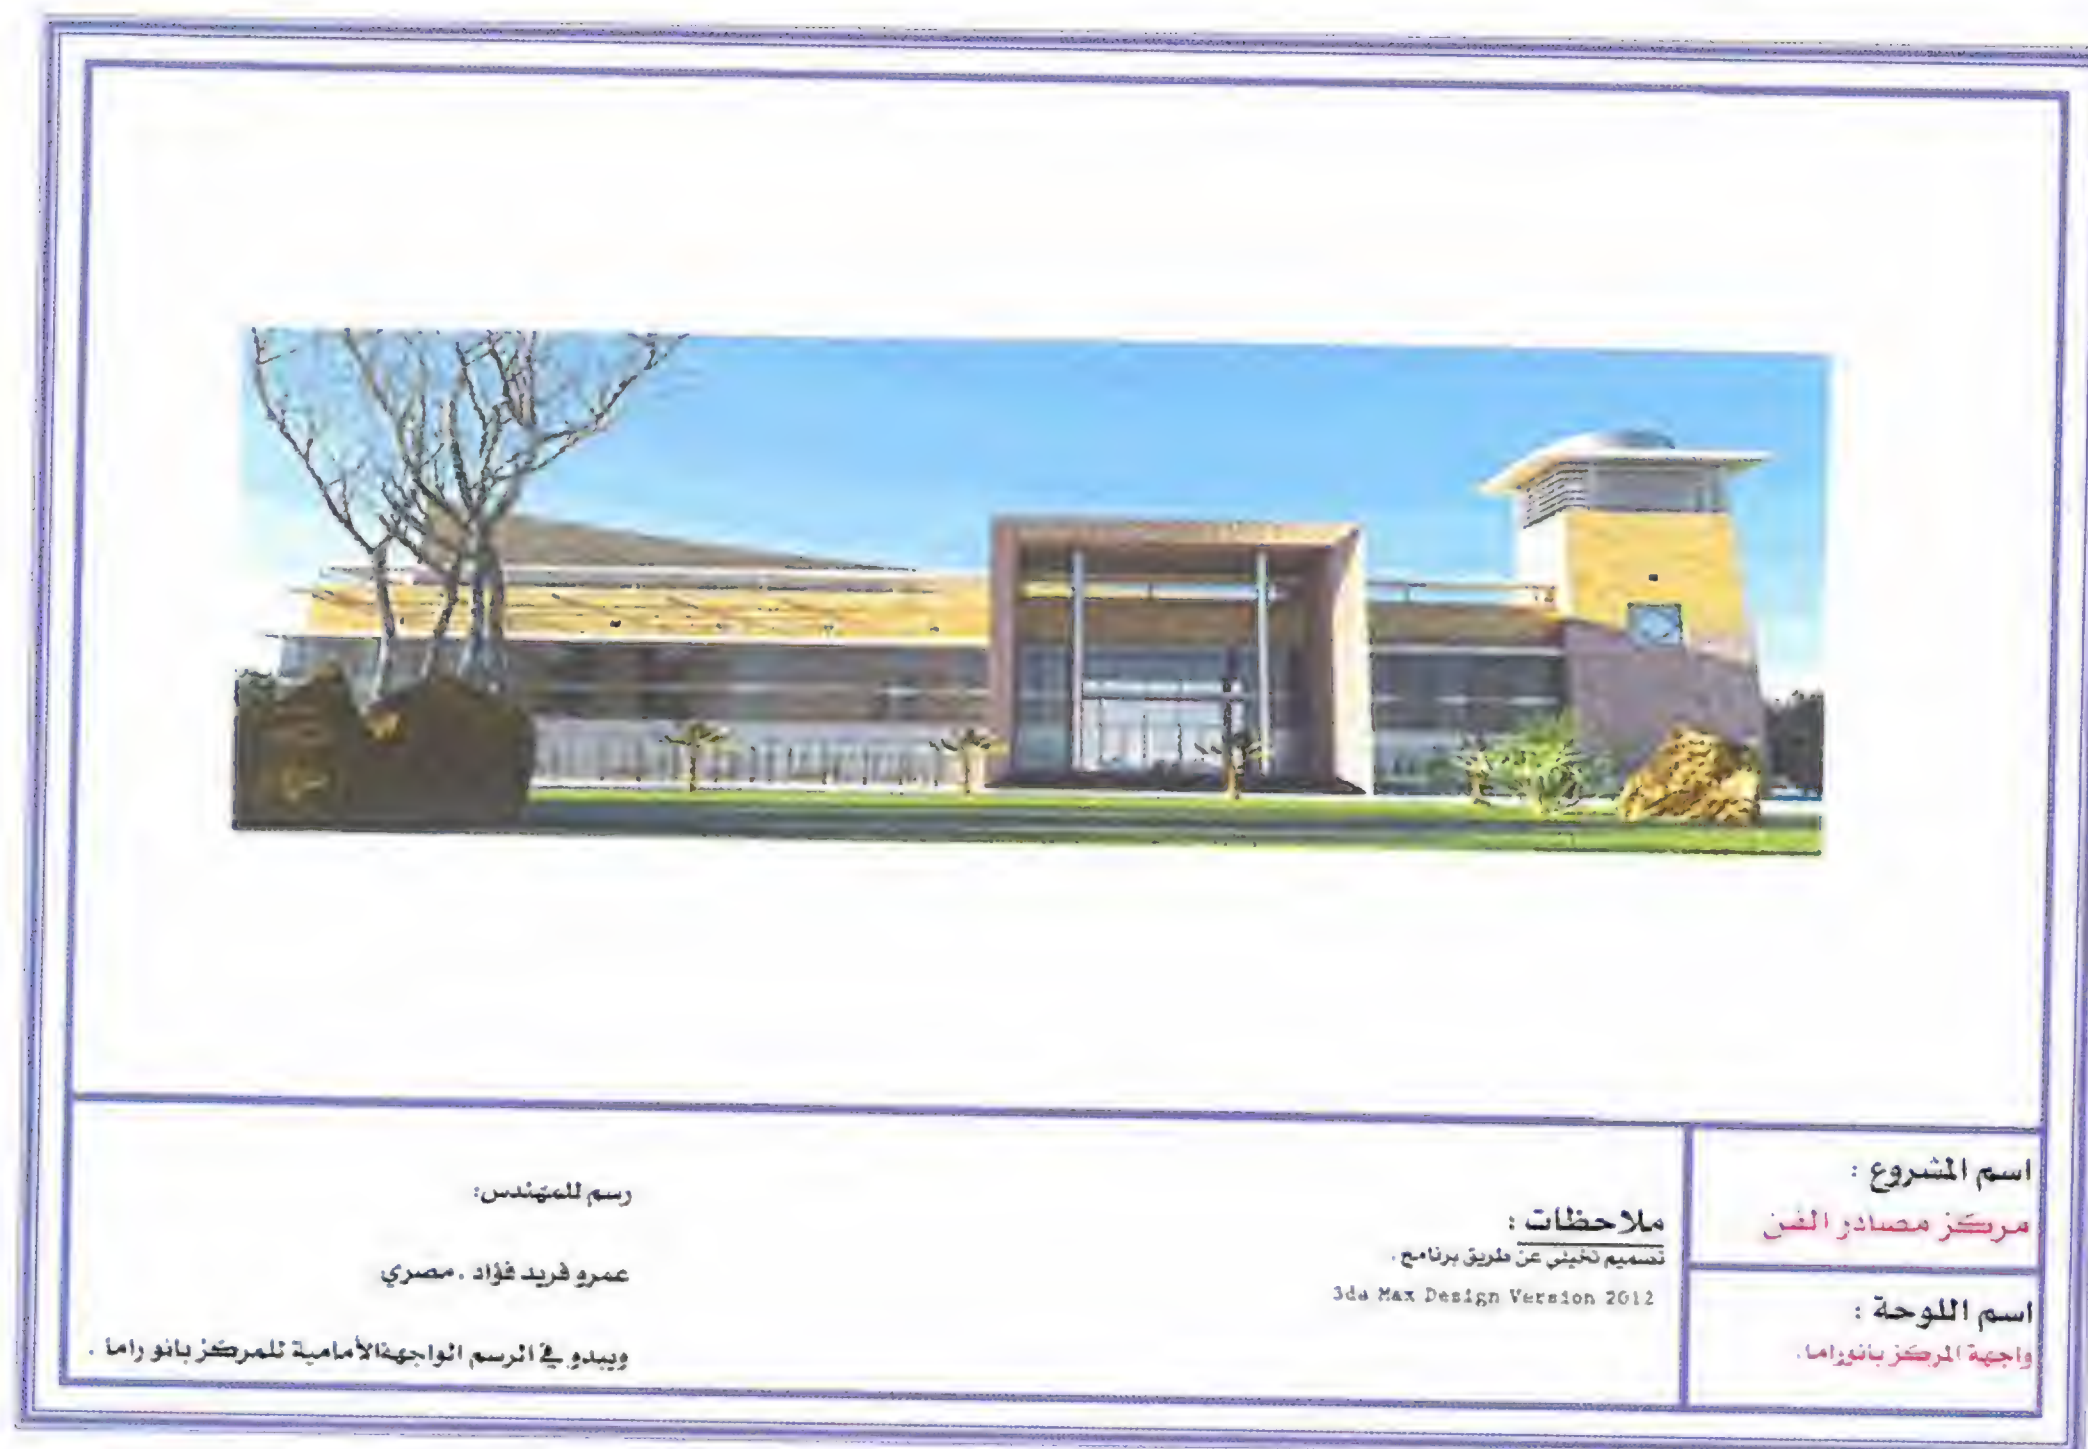 اسم المشروع :
مركز مصادر الفن
اسم اللوحة :
واجهة المركز بانوراما.
ملاحظات :
تصميم تخيلي عن طريق برنامج .
3ds Max Design Version 2012
رسم للمهندس:
عمرو فريد فؤاد . مصري
ويبدو في الرسم الواجهة الأمامية للمركز بانو راما .